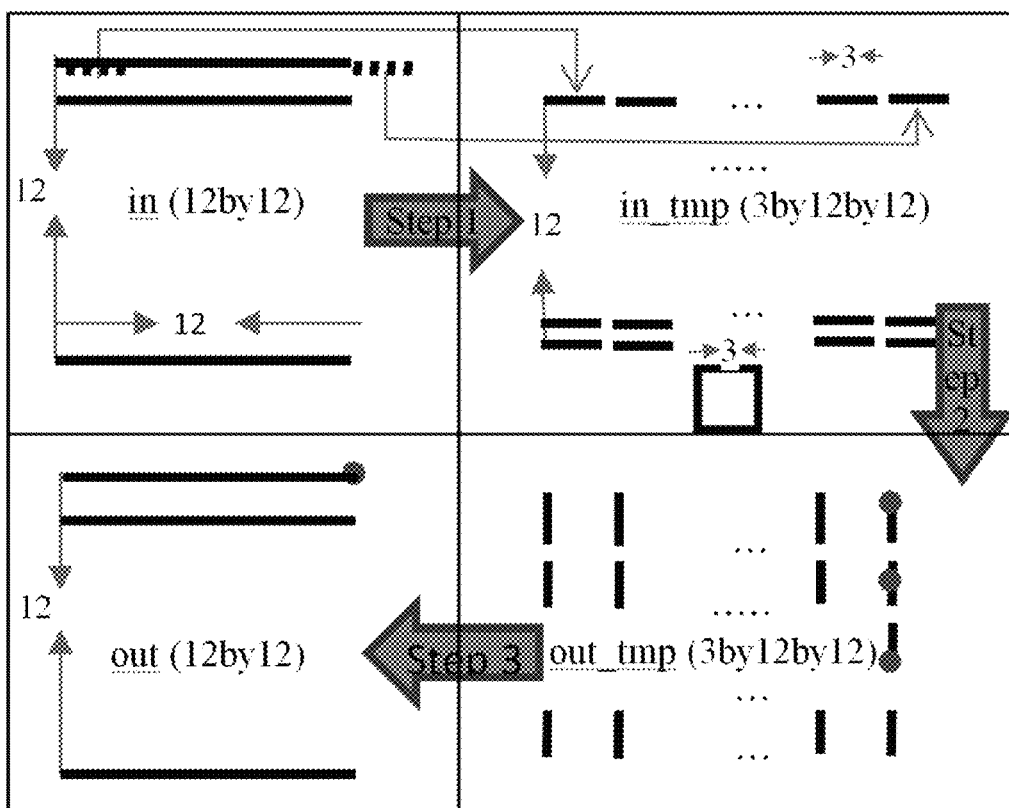 12
in (12by12)
12
Step 1
3
...
.....
in_tmp (3by12by12)
12
...
3
St
ep
12
out (12by12)
Step 3
...
.....
out_tmp (3by12by12)
...
...